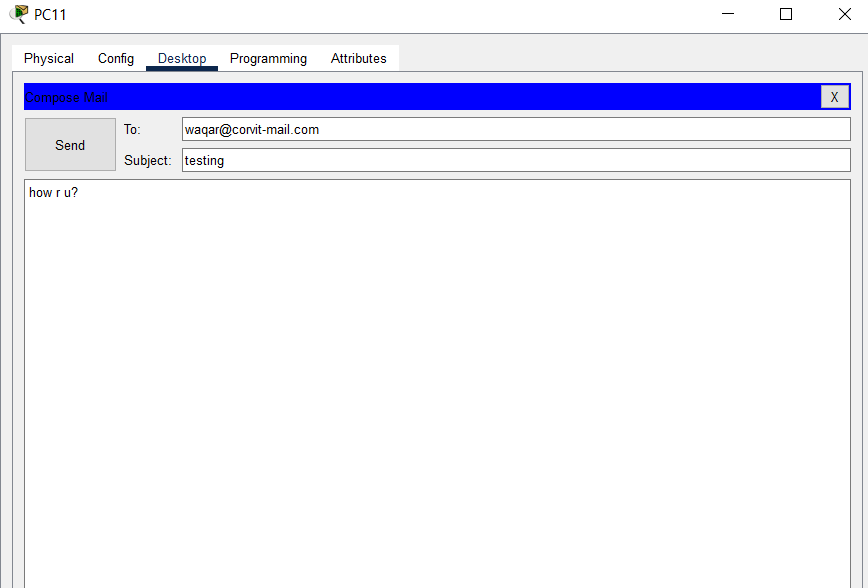 PC11
Physical Config Desktop Programming Attributes
Compose Mail X
Send
To: waqar@corvit-mail.com
Subject: testing
how r u?